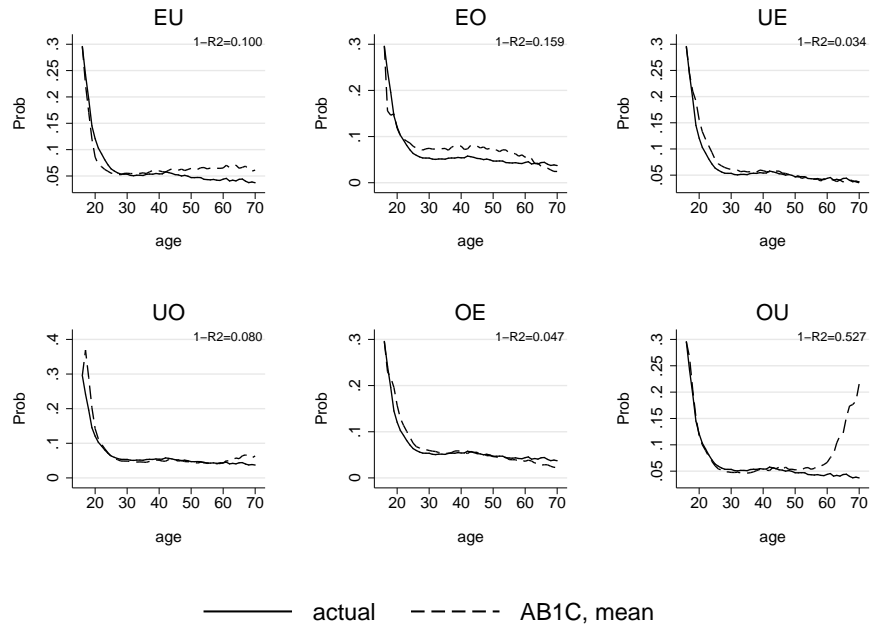 EU
1−R2=0.100
Prob
.05 .1 .15 .2 .25 .3
20 30 40 50 60 70
age
EO
1−R2=0.159
Prob
0 .1 .2 .3
20 30 40 50 60 70
age
UE
1−R2=0.034
Prob
.05 .1 .15 .2 .25 .3
20 30 40 50 60 70
age
UO
1−R2=0.080
Prob
0 .1 .2 .3 .4
20 30 40 50 60 70
age
OE
1−R2=0.047
Prob
0 .1 .2 .3
20 30 40 50 60 70
age
OU
1−R2=0.527
Prob
.05 .1 .15 .2 .25 .3
20 30 40 50 60 70
age
actual AB1C, mean